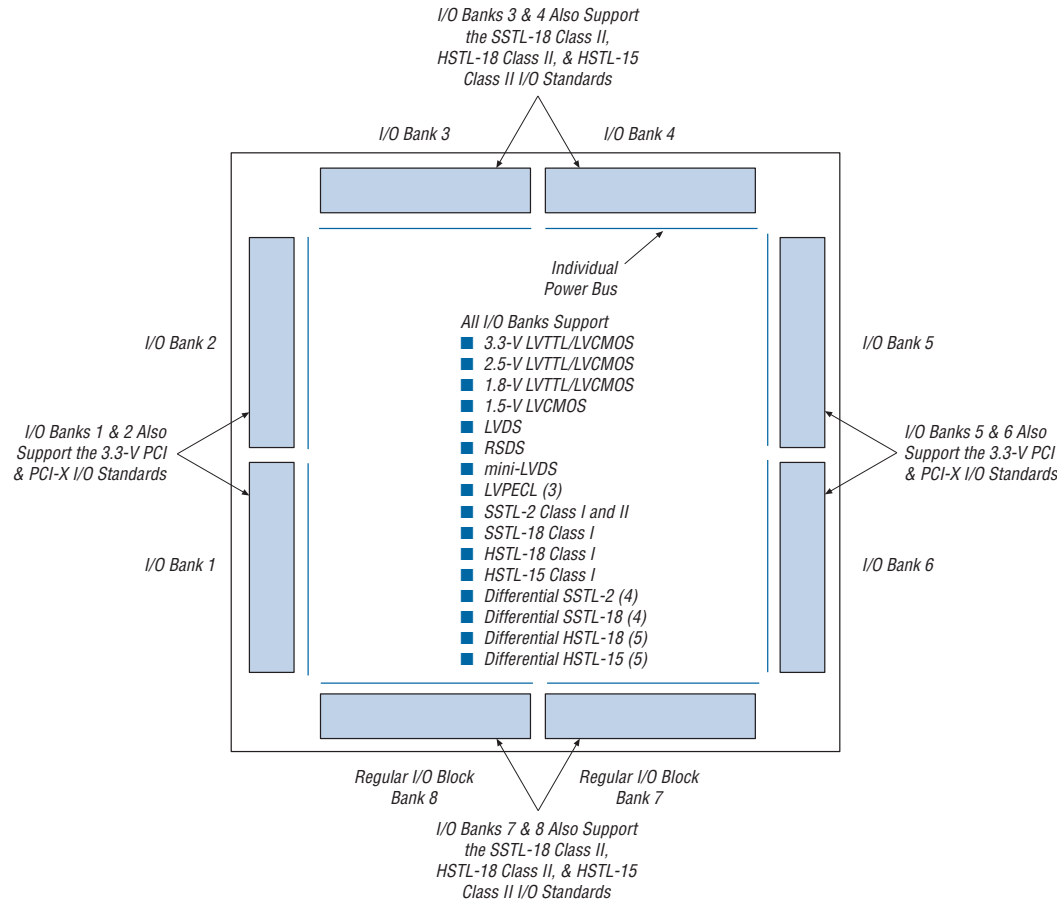 I/O Banks 3 & 4 Also Support
the SSTL-18 Class II,
HSTL-18 Class II, & HSTL-15
Class II I/O Standards
I/O Bank 3
I/O Bank 4
Individual
Power Bus
All I/O Banks Support
■ 3.3-V LVTTL/LVCMOS
■ 2.5-V LVTTL/LVCMOS
■ 1.8-V LVTTL/LVCMOS
■ 1.5-V LVCMOS
■ LVDS
■ RSDS
■ mini-LVDS
■ LVPECL (3)
■ SSTL-2 Class I and II
■ SSTL-18 Class I
■ HSTL-18 Class I
■ HSTL-15 Class I
■ Differential SSTL-2 (4)
■ Differential SSTL-18 (4)
■ Differential HSTL-18 (5)
■ Differential HSTL-15 (5)
I/O Bank 2
I/O Banks 1 & 2 Also
Support the 3.3-V PCI
& PCI-X I/O Standards
I/O Bank 1
I/O Bank 5
I/O Banks 5 & 6 Also
Support the 3.3-V PCI
& PCI-X I/O Standards
I/O Bank 6
Regular I/O Block
Bank 8
Regular I/O Block
Bank 7
I/O Banks 7 & 8 Also Support
the SSTL-18 Class II,
HSTL-18 Class II, & HSTL-15
Class II I/O Standards